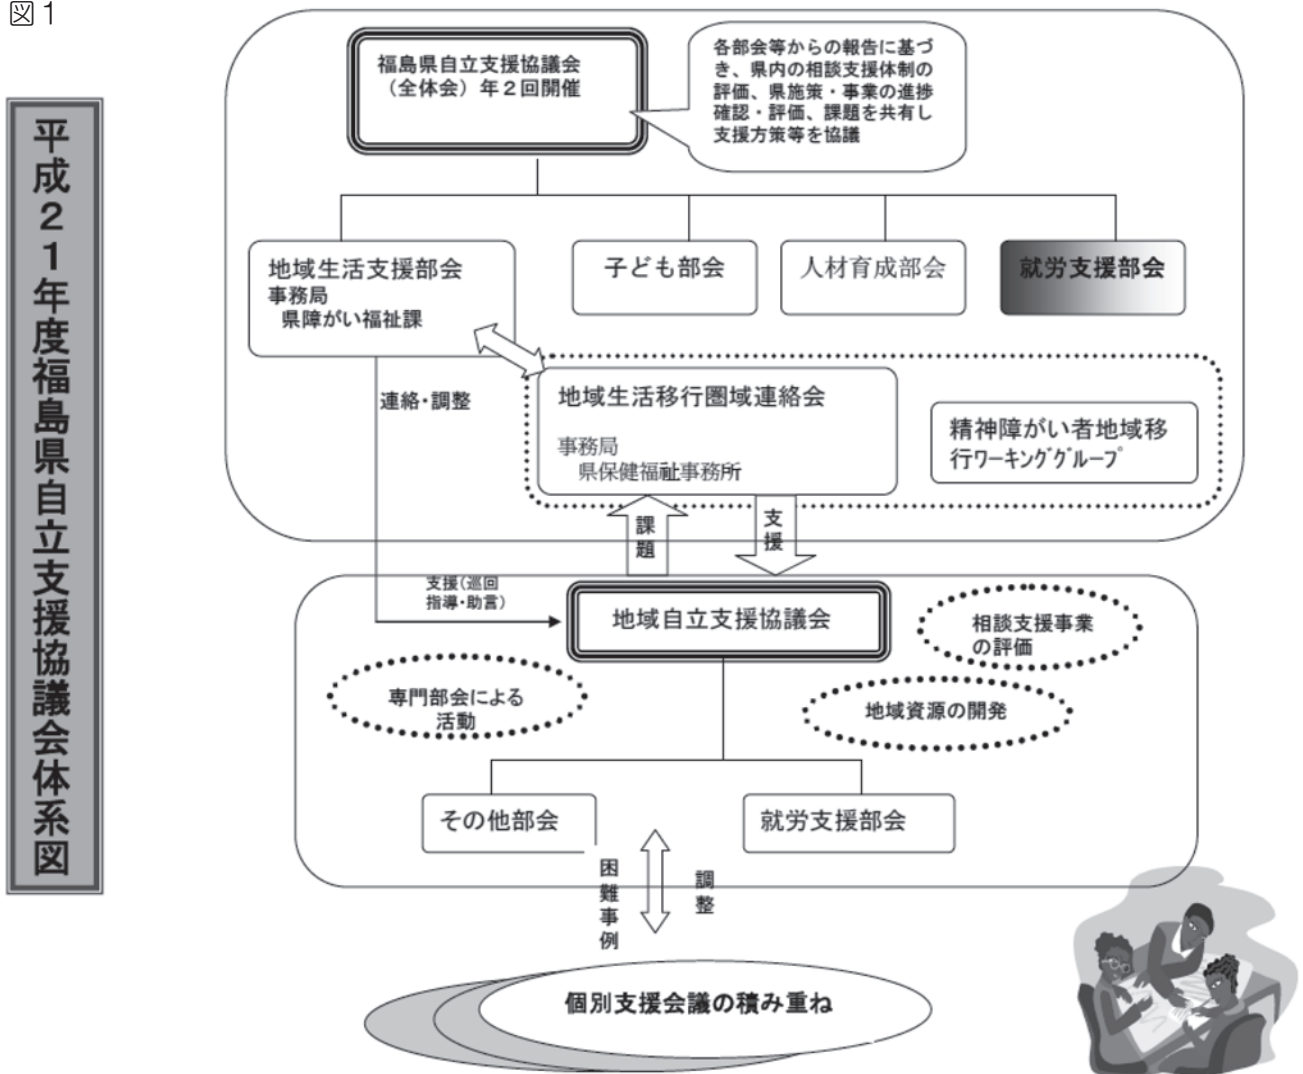 図1
平成21年度福島県自立支援協議会体系図
福島県自立支援協議会
（全体会）年２回開催
各部会等からの報告に基づ
き、県内の相談支援体制の
評価、県施策・事業の進捗
確認・評価、課題を共有し
支援方策等を協議
地域生活支援部会
事務局
県障がい福祉課
子ども部会
人材育成部会
就労支援部会
連絡・調整
地域生活移行圏域連絡会
事務局
県保健福祉事務所
精神障がい者地域移
行ﾜｰｷﾝｸﾞｸﾞﾙｰﾌﾟ
課題
支援
支援（巡回
指導・助言）
地域自立支援協議会
相談支援事業
の評価
専門部会による
活動
地域資源の開発
その他部会
就労支援部会
困難事例
調整
個別支援会議の積み重ね